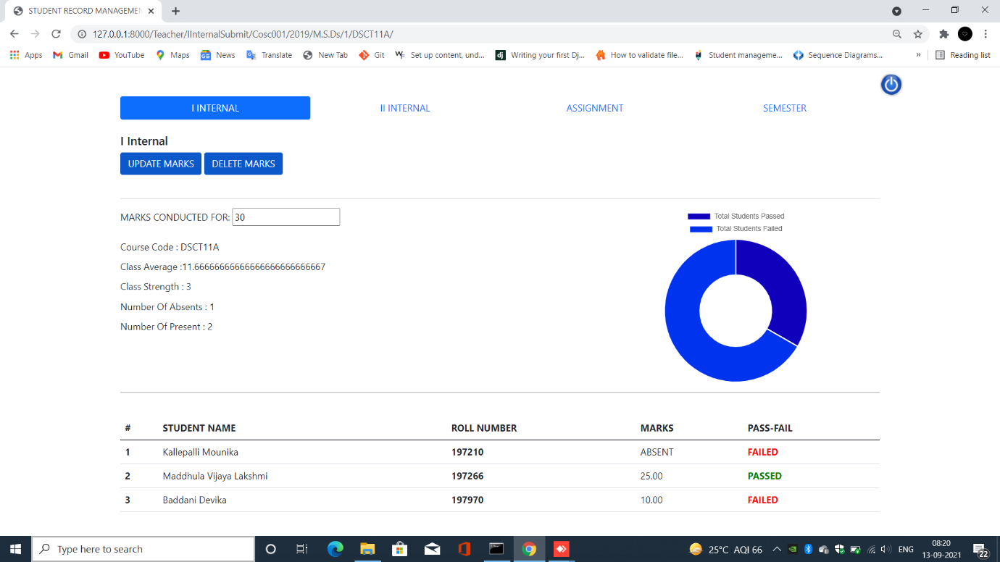 STUDENT RECORD MANAGEMEN
127.0.0.1:8000/Teacher/IInternalSubmit/Cosc001/2019/M.S.Ds/1/DSCT11A/
Apps Gmail YouTube Maps News Translate New Tab Git Set up content, und... dj Writing your first Dj... How to validate file... Student manageme... Sequence Diagrams... » Reading list
I INTERNAL II INTERNAL ASSIGNMENT SEMESTER
I Internal
UPDATE MARKS DELETE MARKS
MARKS CONDUCTED FOR: 30
Total Students Passed
Total Students Failed
Course Code : DSCT11A
Class Average :11.66666666666666666666666667
Class Strength : 3
Number Of Absents : 1
Number Of Present : 2
# STUDENT NAME ROLL NUMBER MARKS PASS-FAIL
1 Kallepalli Mounika 197210 ABSENT FAILED
2 Maddhula Vijaya Lakshmi 197266 25.00 PASSED
3 Baddani Devika 197970 10.00 FAILED
Type here to search 25°C AQI 66 ENG 08:20
13-09-2021 22